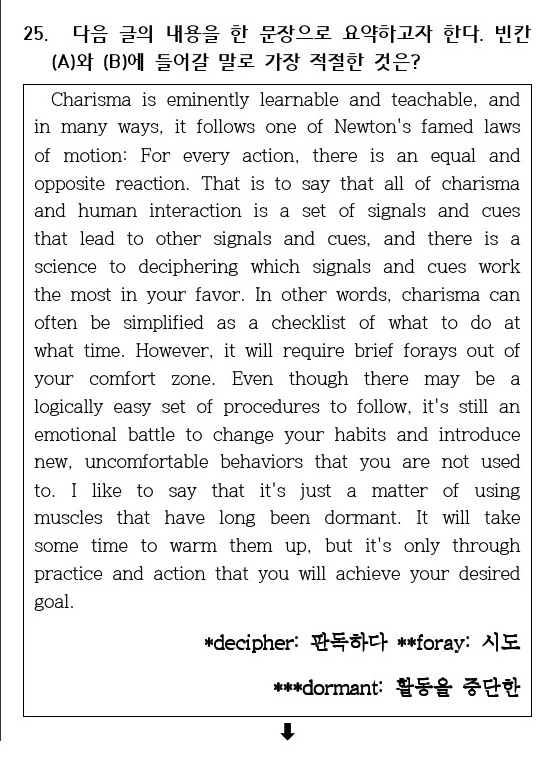 25. 다음 글의 내용을 한 문장으로 요약하고자 한다. 빈칸
(A)와 (B)에 들어갈 말로 가장 적절한 것은?
Charisma is eminently learnable and teachable, and
in many ways, it follows one of Newton's famed laws
of motion: For every action, there is an equal and
opposite reaction. That is to say that all of charisma
and human interaction is a set of signals and cues
that lead to other signals and cues, and there is a
science to deciphering which signals and cues work
the most in your favor. In other words, charisma can
often be simplified as a checklist of what to do at
what time. However, it will require brief forays out of
your comfort zone. Even though there may be a
logically easy set of procedures to follow, it's still an
emotional battle to change your habits and introduce
new, uncomfortable behaviors that you are not used
to. I like to say that it's just a matter of using
muscles that have long been dormant. It will take
some time to warm them up, but it's only through
practice and action that you will achieve your desired
goal.
*decipher: 판독하다 **foray: 시도
***dormant: 활동을 중단한